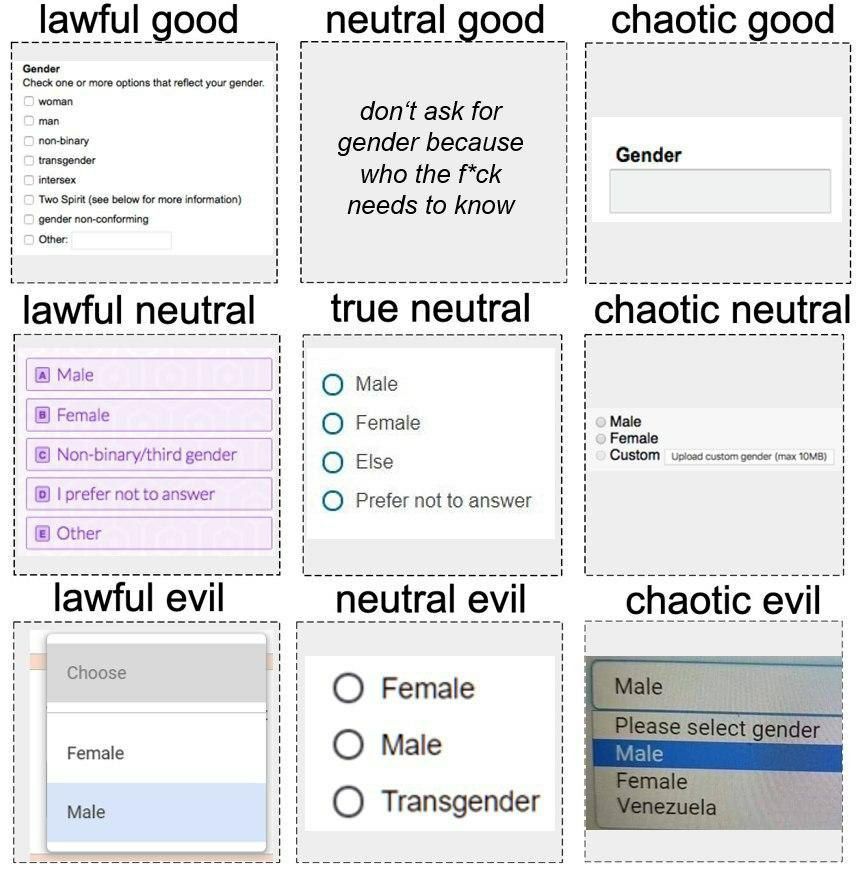 lawful good
neutral good
chaotic good
Gender
Check one or more options that reflect your gender.
woman
man
non-binary
transgender
intersex
Two Spirit (see below for more information)
gender non-conforming
Other:
don't ask for
gender because
who the f*ck
needs to know
Gender
lawful neutral
true neutral
chaotic neutral
A Male
B Female
C Non-binary/third gender
D I prefer not to answer
E Other
Male
Female
Else
Prefer not to answer
Male
Female
Custom Upload custom gender (max 10MB)
lawful evil
neutral evil
chaotic evil
Choose
Female
Male
Female
Male
Transgender
Male
Please select gender
Male
Female
Venezuela